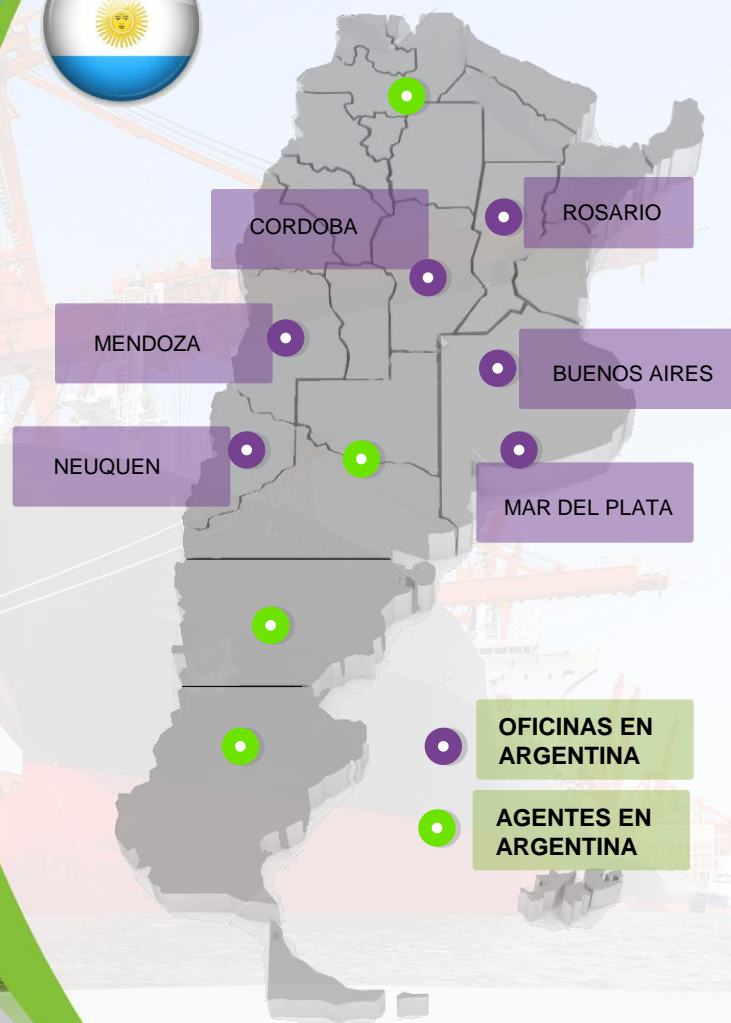 CORDOBA
ROSARIO
MENDOZA
BUENOS AIRES
NEUQUEN
MAR DEL PLATA
OFICINAS EN
ARGENTINA
AGENTES EN
ARGENTINA